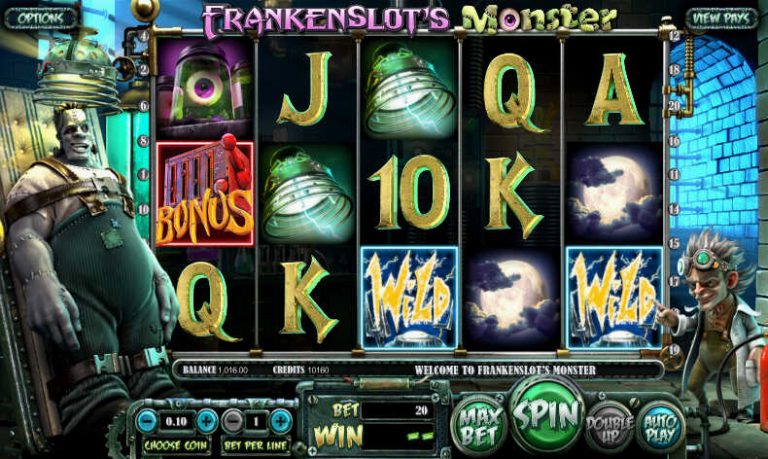 OPTIONS
FRANKENSLOT'S MONSTER
VIEW PAYS
J
Q
A
BONUS
10
K
Q
K
WILD
WILD
BALANCE 1,016.00 CREDITS 10160 WELCOME TO FRANKENSLOT'S MONSTER
0.10
1
CHOOSE COIN
BET PER LINE
BET 20
WIN --
MAX BET
SPIN
DOUBLE UP
AUTO PLAY